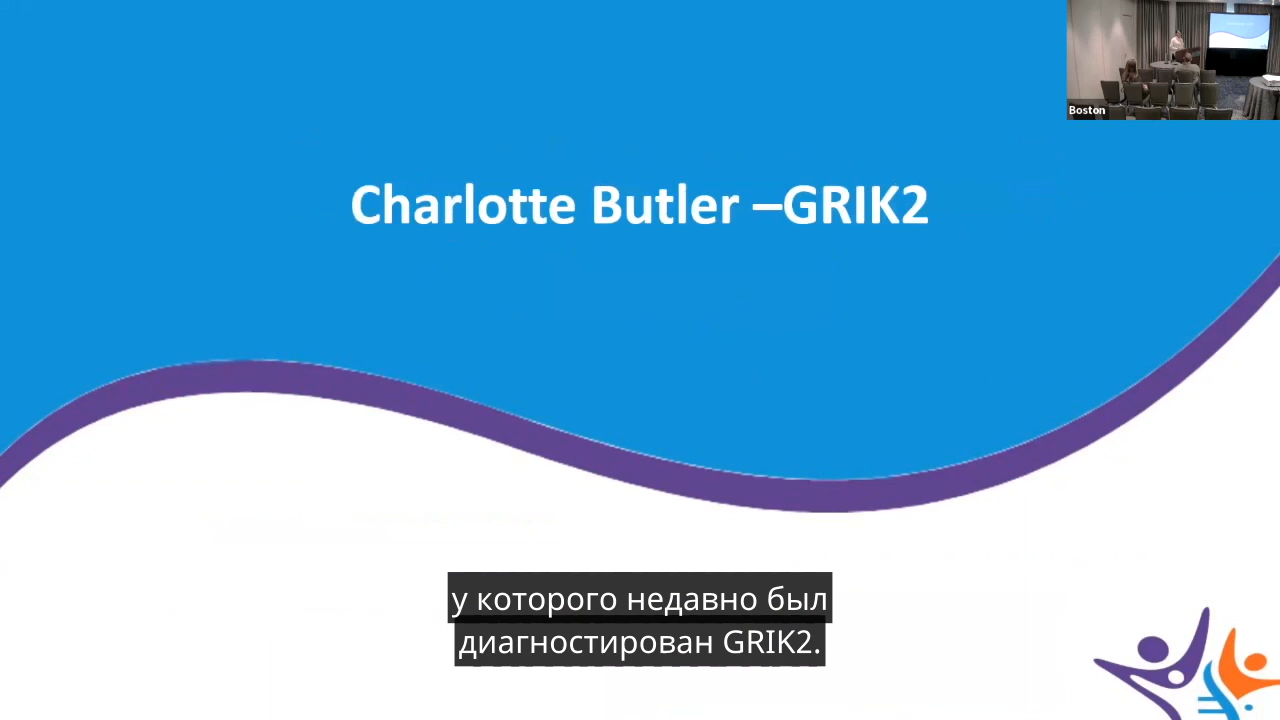 Boston
Charlotte Butler –GRIK2
у которого недавно был
диагностирован GRIK2.